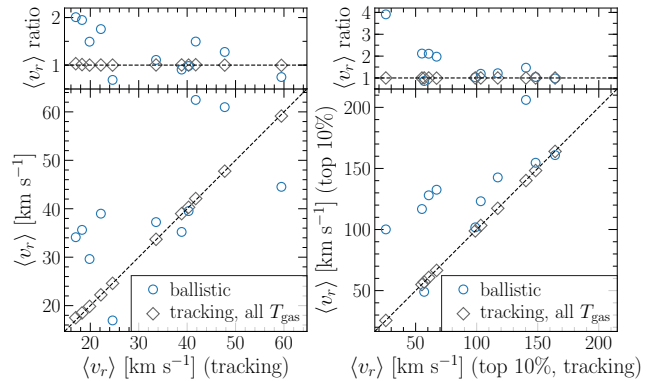 ⟨v_r⟩ ratio
2
1
⟨v_r⟩ [km s⁻¹]
60
50
40
30
20
ballistic
tracking, all T_gas
20 30 40 50 60
⟨v_r⟩ [km s⁻¹] (tracking)
⟨v_r⟩ ratio
4
3
2
1
⟨v_r⟩ [km s⁻¹] (top 10%)
200
150
100
50
ballistic
tracking, all T_gas
50 100 150 200
⟨v_r⟩ [km s⁻¹] (top 10%, tracking)